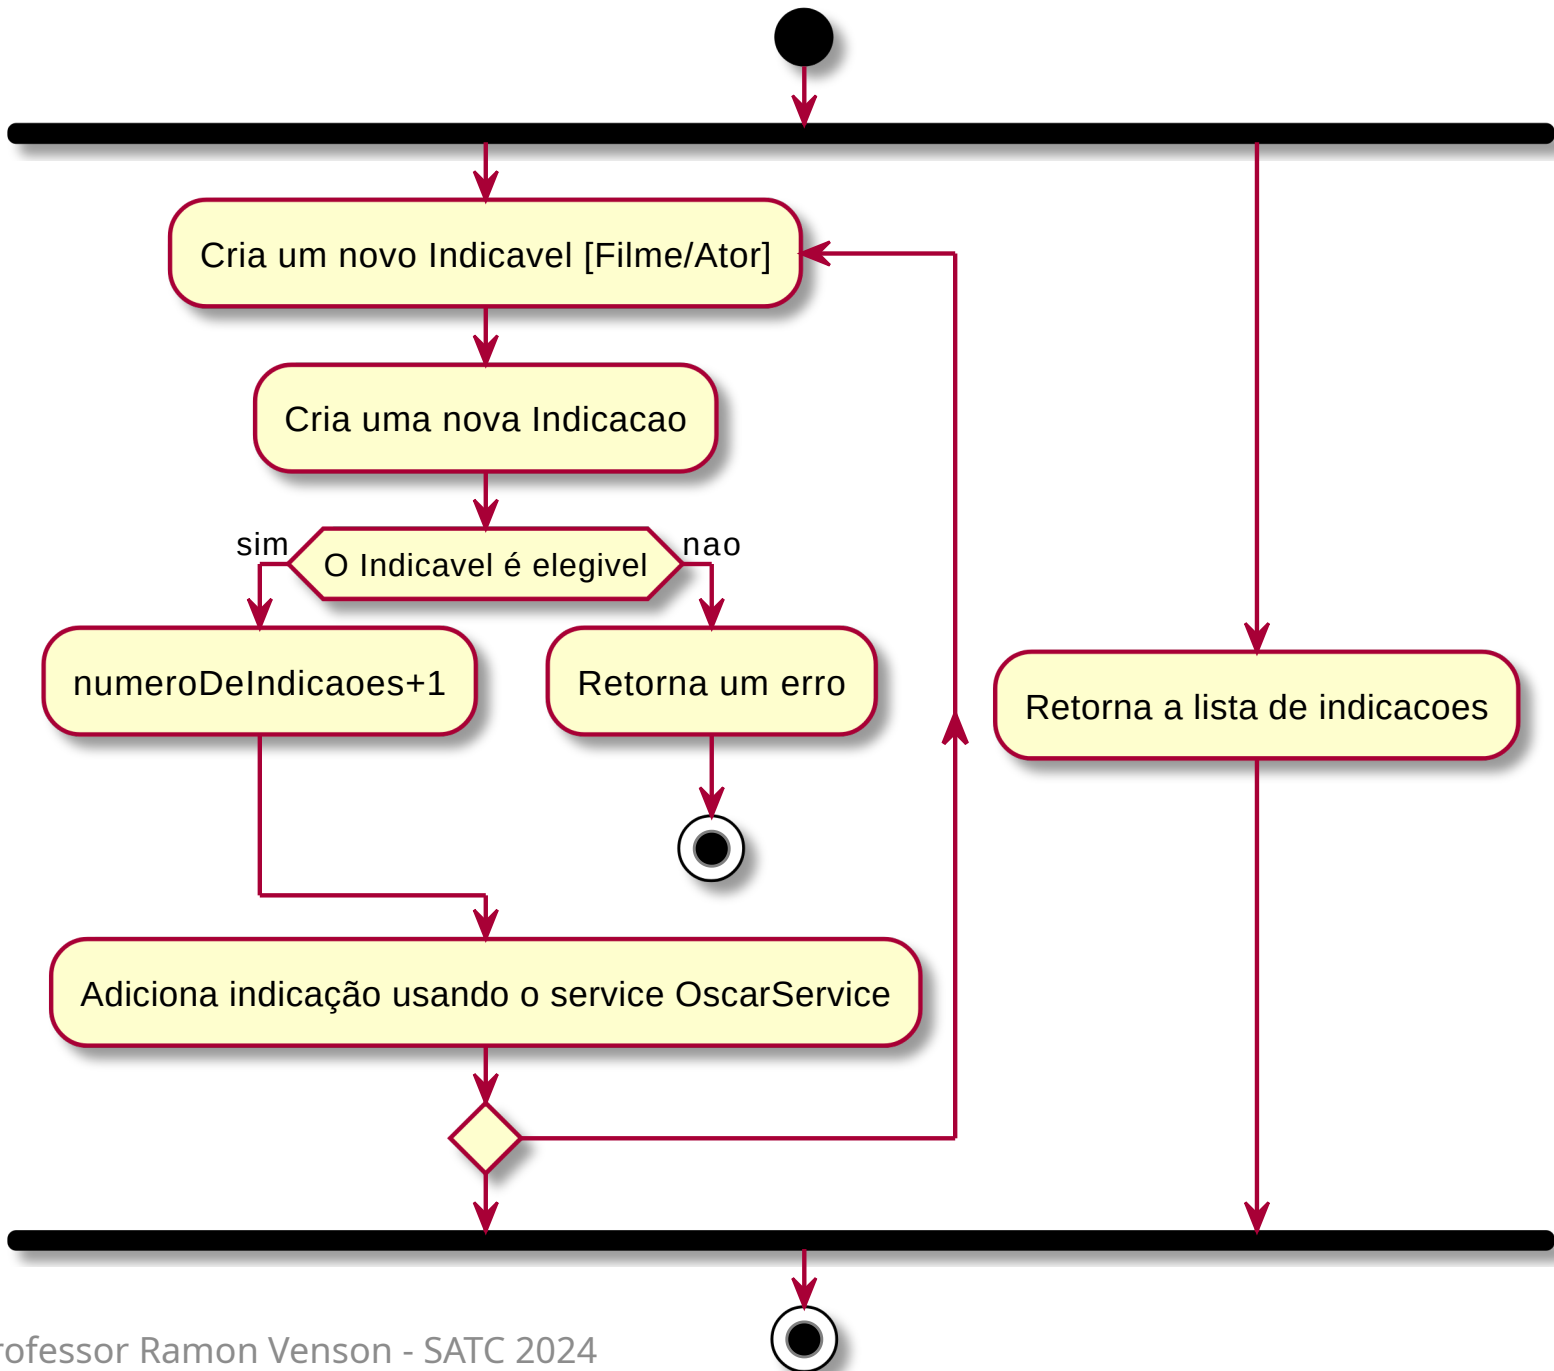 Cria um novo Indicavel [Filme/Ator]
Cria uma nova Indicacao
sim
O Indicavel é elegivel
nao
numeroDeIndicaoes+1
Retorna um erro
Retorna a lista de indicacoes
Adiciona indicação usando o service OscarService
rofessor Ramon Venson - SATC 2024